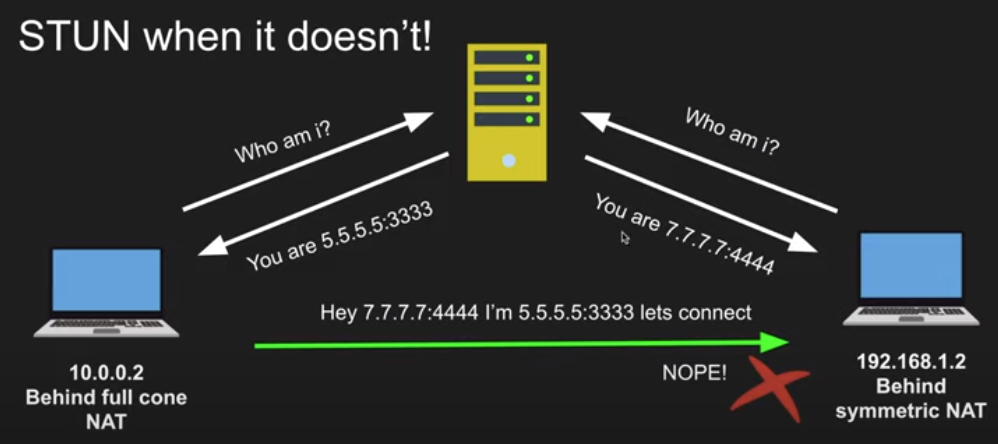 STUN when it doesn't!
Who am i?
Who am i?
You are 5.5.5.5:3333
You are 7.7.7.7:4444
Hey 7.7.7.7:4444 I'm 5.5.5.5:3333 lets connect
NOPE!
10.0.0.2
Behind full cone
NAT
192.168.1.2
Behind
symmetric NAT